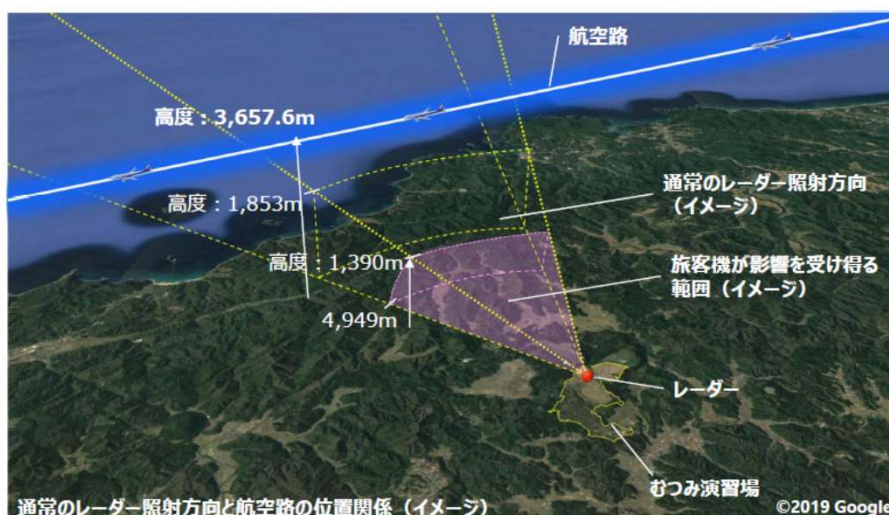 航空路
高度：3,657.6m
高度：1,853m
通常のレーダー照射方向
（イメージ）
高度：1,390m
旅客機が影響を受け得る
範囲（イメージ）
4,949m
レーダー
むつみ演習場
通常のレーダー照射方向と航空路の位置関係（イメージ）
©2019 Google